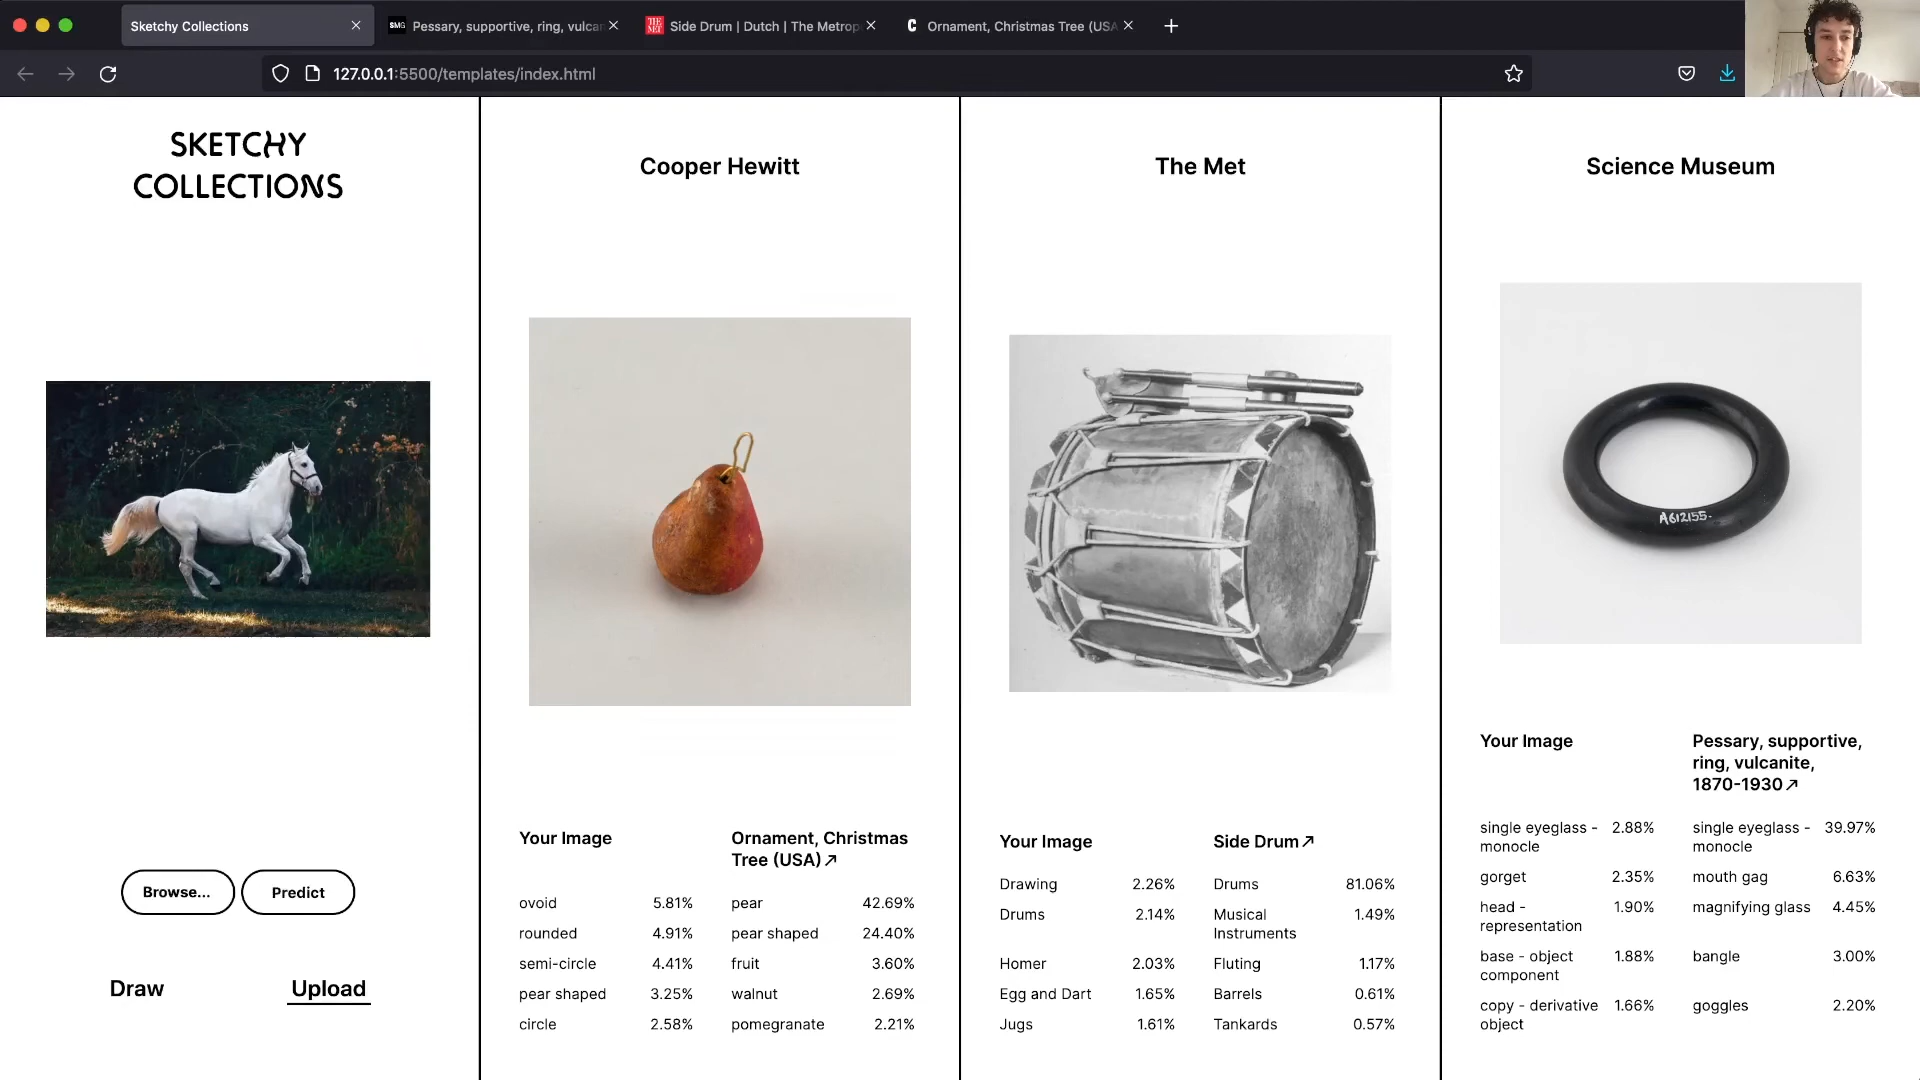 Sketchy Collections
Pessary, supportive, ring, vulcan
Side Drum | Dutch | The Metrop
Ornament, Christmas Tree (USA
127.0.0.1:5500/templates/index.html
SKETCHY
COLLECTIONS
Browse...
Predict
Draw
Upload
Cooper Hewitt
Your Image
Ornament, Christmas
Tree (USA)↗
ovoid 5.81% pear 42.69%
rounded 4.91% pear shaped 24.40%
semi-circle 4.41% fruit 3.60%
pear shaped 3.25% walnut 2.69%
circle 2.58% pomegranate 2.21%
The Met
Your Image Side Drum↗
Drawing 2.26% Drums 81.06%
Drums 2.14% Musical 1.49%
Instruments
Homer 2.03% Fluting 1.17%
Egg and Dart 1.65% Barrels 0.61%
Jugs 1.61% Tankards 0.57%
Science Museum
A612155
Your Image Pessary, supportive,
ring, vulcanite,
1870-1930↗
single eyeglass - 2.88% single eyeglass - 39.97%
monocle monocle
gorget 2.35% mouth gag 6.63%
head - 1.90% magnifying glass 4.45%
representation
base - object 1.88% bangle 3.00%
component
copy - derivative 1.66% goggles 2.20%
object